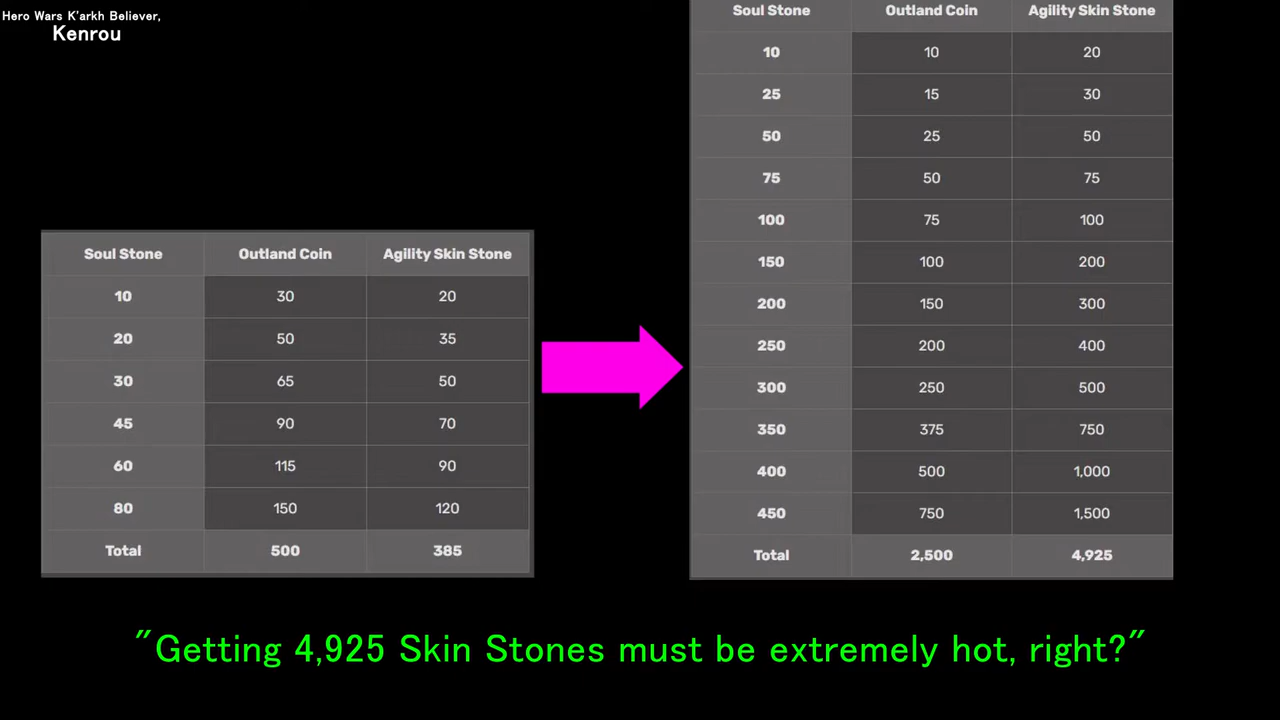 Hero Wars K'arkh Believer,
Kenrou
Soul Stone Outland Coin Agility Skin Stone
10 30 20
20 50 35
30 65 50
45 90 70
60 115 90
80 150 120
Total 500 385
Soul Stone Outland Coin Agility Skin Stone
10 10 20
25 15 30
50 25 50
75 50 75
100 75 100
150 100 200
200 150 300
250 200 400
300 250 500
350 375 750
400 500 1,000
450 750 1,500
Total 2,500 4,925
"Getting 4,925 Skin Stones must be extremely hot, right?"